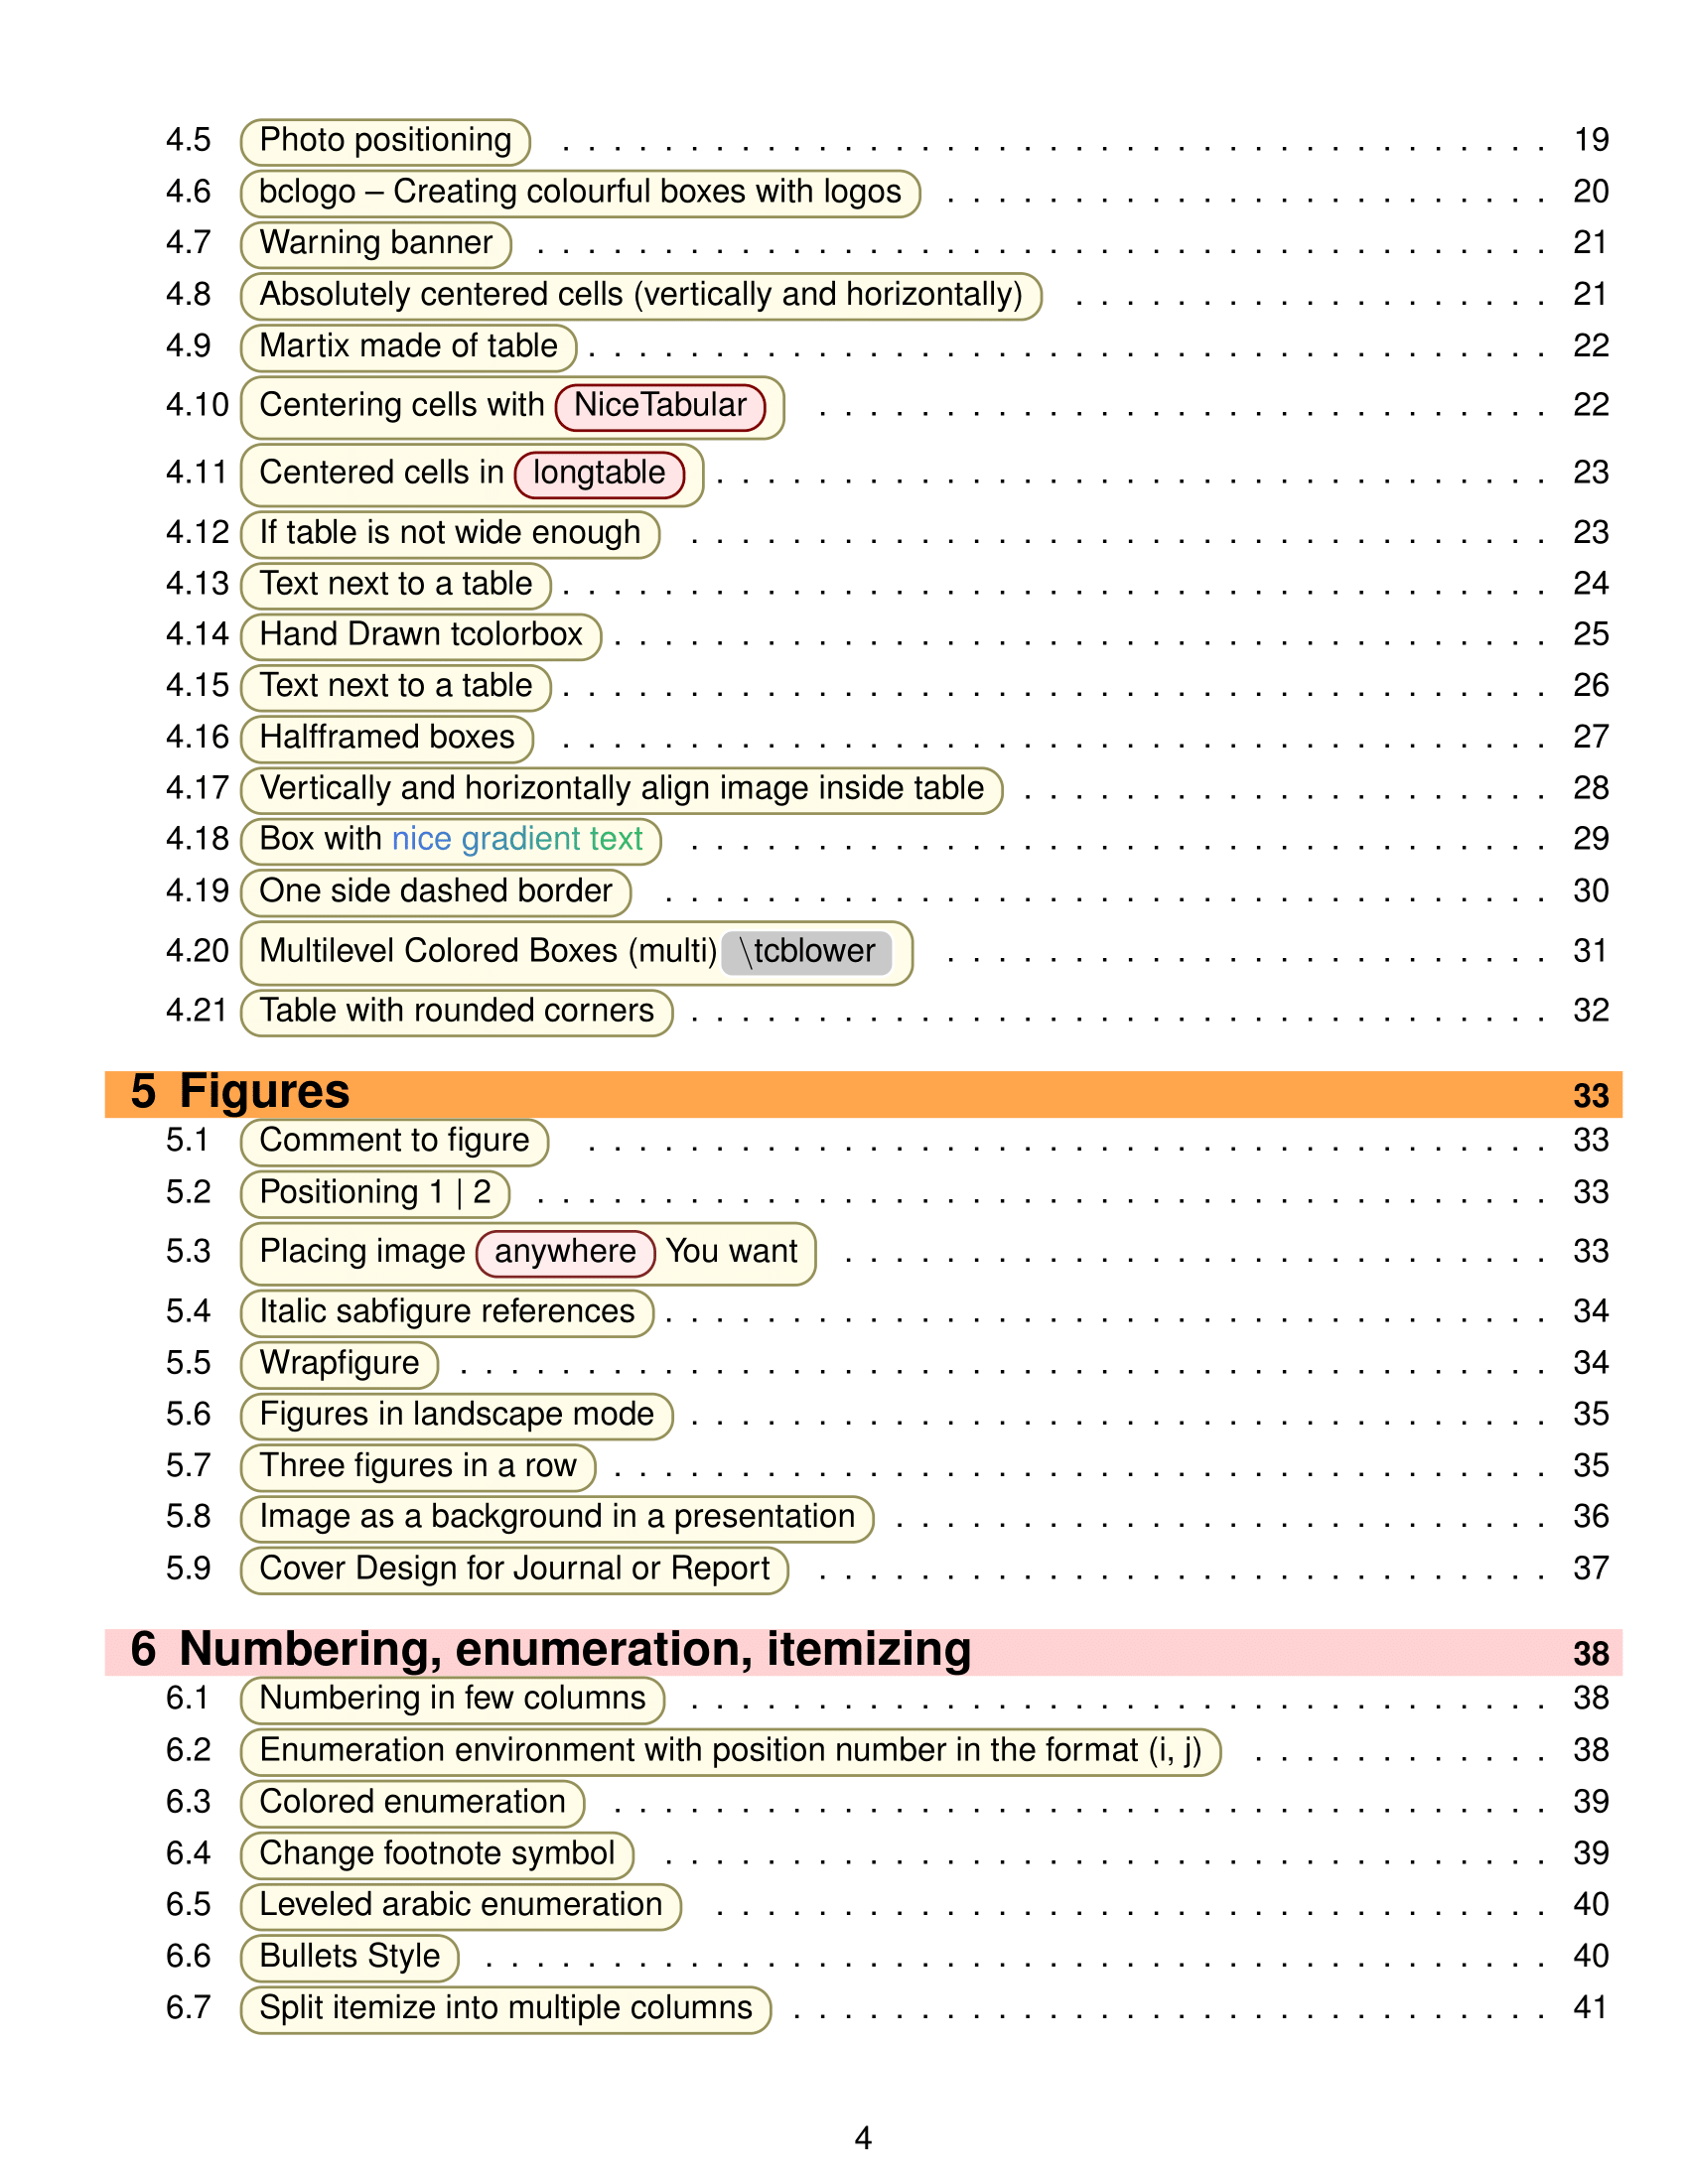 4.5 Photo positioning . . . . . . . . . . . . . . . . . . . . . . . . . . . . . . . . . . . . . . . 19
4.6 bclogo – Creating colourful boxes with logos . . . . . . . . . . . . . . . . . . . . . . . . 20
4.7 Warning banner . . . . . . . . . . . . . . . . . . . . . . . . . . . . . . . . . . . . . . . . 21
4.8 Absolutely centered cells (vertically and horizontally) . . . . . . . . . . . . . . . . . . . 21
4.9 Martix made of table . . . . . . . . . . . . . . . . . . . . . . . . . . . . . . . . . . . . . . 22
4.10 Centering cells with NiceTabular . . . . . . . . . . . . . . . . . . . . . . . . . . . . . 22
4.11 Centered cells in longtable . . . . . . . . . . . . . . . . . . . . . . . . . . . . . . . . . 23
4.12 If table is not wide enough . . . . . . . . . . . . . . . . . . . . . . . . . . . . . . . . . . 23
4.13 Text next to a table . . . . . . . . . . . . . . . . . . . . . . . . . . . . . . . . . . . . . . . 24
4.14 Hand Drawn tcolorbox . . . . . . . . . . . . . . . . . . . . . . . . . . . . . . . . . . . . . 25
4.15 Text next to a table . . . . . . . . . . . . . . . . . . . . . . . . . . . . . . . . . . . . . . . 26
4.16 Halfframed boxes . . . . . . . . . . . . . . . . . . . . . . . . . . . . . . . . . . . . . . . 27
4.17 Vertically and horizontally align image inside table . . . . . . . . . . . . . . . . . . . . . 28
4.18 Box with nice gradient text . . . . . . . . . . . . . . . . . . . . . . . . . . . . . . . . . . 29
4.19 One side dashed border . . . . . . . . . . . . . . . . . . . . . . . . . . . . . . . . . . . 30
4.20 Multilevel Colored Boxes (multi) \tcblower . . . . . . . . . . . . . . . . . . . . . . . . 31
4.21 Table with rounded corners . . . . . . . . . . . . . . . . . . . . . . . . . . . . . . . . . . 32
5 Figures 33
5.1 Comment to figure . . . . . . . . . . . . . . . . . . . . . . . . . . . . . . . . . . . . . . 33
5.2 Positioning 1 | 2 . . . . . . . . . . . . . . . . . . . . . . . . . . . . . . . . . . . . . . . . 33
5.3 Placing image anywhere You want . . . . . . . . . . . . . . . . . . . . . . . . . . . . 33
5.4 Italic sabfigure references . . . . . . . . . . . . . . . . . . . . . . . . . . . . . . . . . . . 34
5.5 Wrapfigure . . . . . . . . . . . . . . . . . . . . . . . . . . . . . . . . . . . . . . . . . . . 34
5.6 Figures in landscape mode . . . . . . . . . . . . . . . . . . . . . . . . . . . . . . . . . . 35
5.7 Three figures in a row . . . . . . . . . . . . . . . . . . . . . . . . . . . . . . . . . . . . . 35
5.8 Image as a background in a presentation . . . . . . . . . . . . . . . . . . . . . . . . . . 36
5.9 Cover Design for Journal or Report . . . . . . . . . . . . . . . . . . . . . . . . . . . . . 37
6 Numbering, enumeration, itemizing 38
6.1 Numbering in few columns . . . . . . . . . . . . . . . . . . . . . . . . . . . . . . . . . . 38
6.2 Enumeration environment with position number in the format (i, j) . . . . . . . . . . . . 38
6.3 Colored enumeration . . . . . . . . . . . . . . . . . . . . . . . . . . . . . . . . . . . . . 39
6.4 Change footnote symbol . . . . . . . . . . . . . . . . . . . . . . . . . . . . . . . . . . . 39
6.5 Leveled arabic enumeration . . . . . . . . . . . . . . . . . . . . . . . . . . . . . . . . . 40
6.6 Bullets Style . . . . . . . . . . . . . . . . . . . . . . . . . . . . . . . . . . . . . . . . . . 40
6.7 Split itemize into multiple columns . . . . . . . . . . . . . . . . . . . . . . . . . . . . . . 41
4